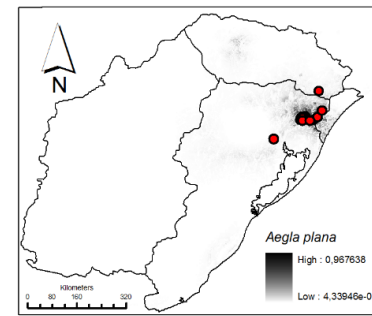 N
Aegla plana
High : 0,967638
Low : 4,33946e-0
Kilometers
0 80 160 320